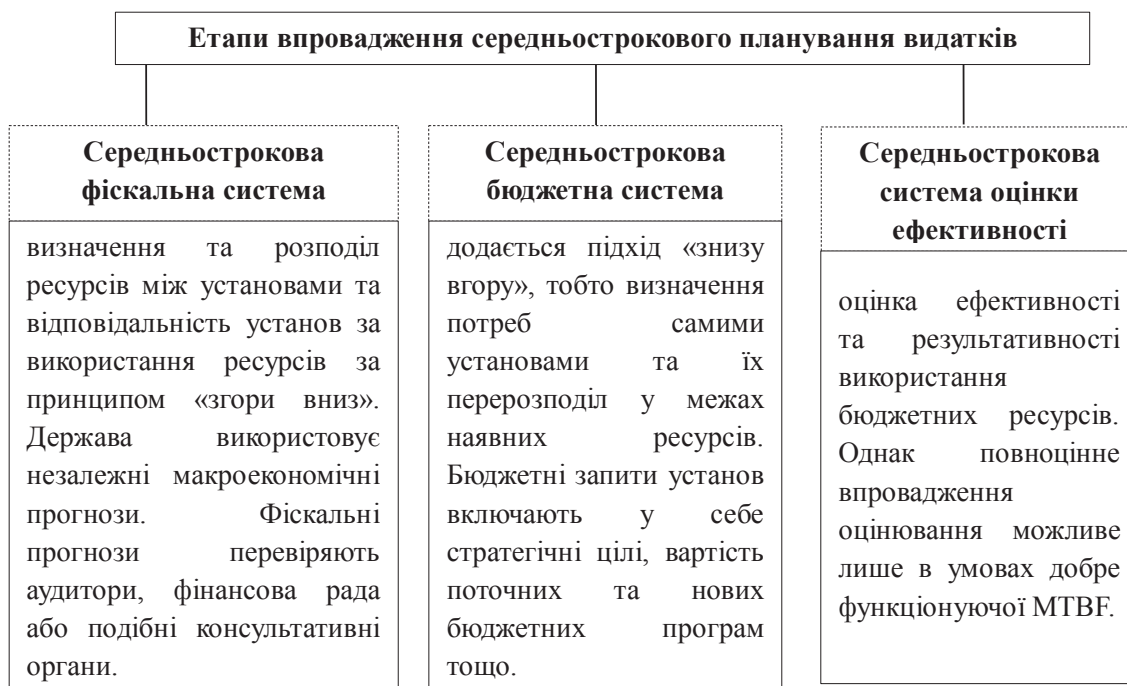 Етапи впровадження середньострокового планування видатків
Середньострокова
фіскальна система
визначення та розподіл
ресурсів між установами та
відповідальність установ за
використання ресурсів за
принципом «згори вниз».
Держава використовує
незалежні макроекономічні
прогнози. Фіскальні
прогнози перевіряють
аудитори, фінансова рада
або подібні консультативні
органи.
Середньострокова
бюджетна система
додається підхід «знизу
вгору», тобто визначення
потреб самими
установами та їх
перерозподіл у межах
наявних ресурсів.
Бюджетні запити установ
включають у себе
стратегічні цілі, вартість
поточних та нових
бюджетних програм
тощо.
Середньострокова
система оцінки
ефективності
оцінка ефективності
та результативності
використання
бюджетних ресурсів.
Однак повноцінне
впровадження
оцінювання можливе
лише в умовах добре
функціонуючої MTBF.